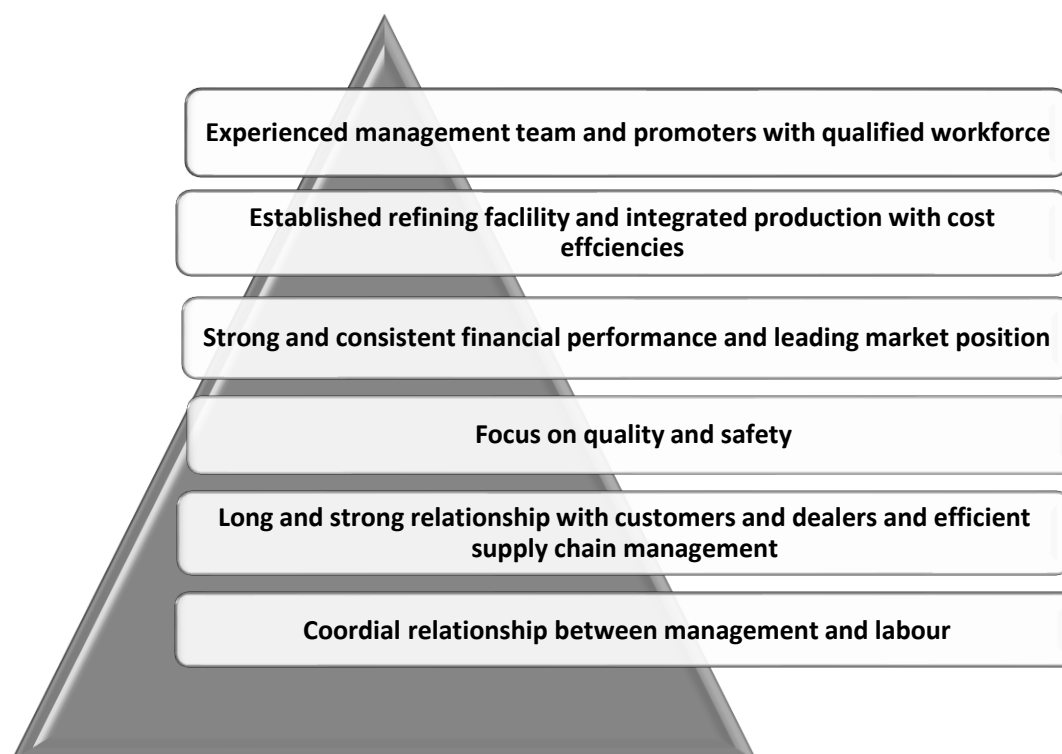 Experienced management team and promoters with qualified workforce
Established refining faclility and integrated production with cost
effciencies
Strong and consistent financial performance and leading market position
Focus on quality and safety
Long and strong relationship with customers and dealers and efficient
supply chain management
Coordial relationship between management and labour